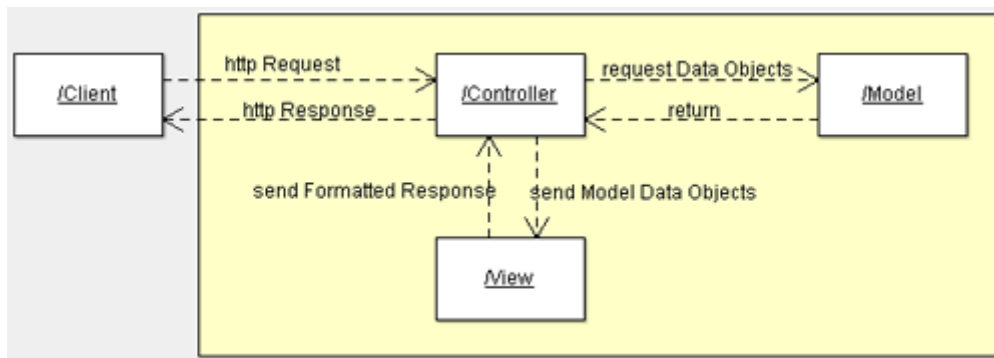 http Request
request Data Objects
/Client
/Controller
/Model
http Response
return
send Formatted Response
send Model Data Objects
/View